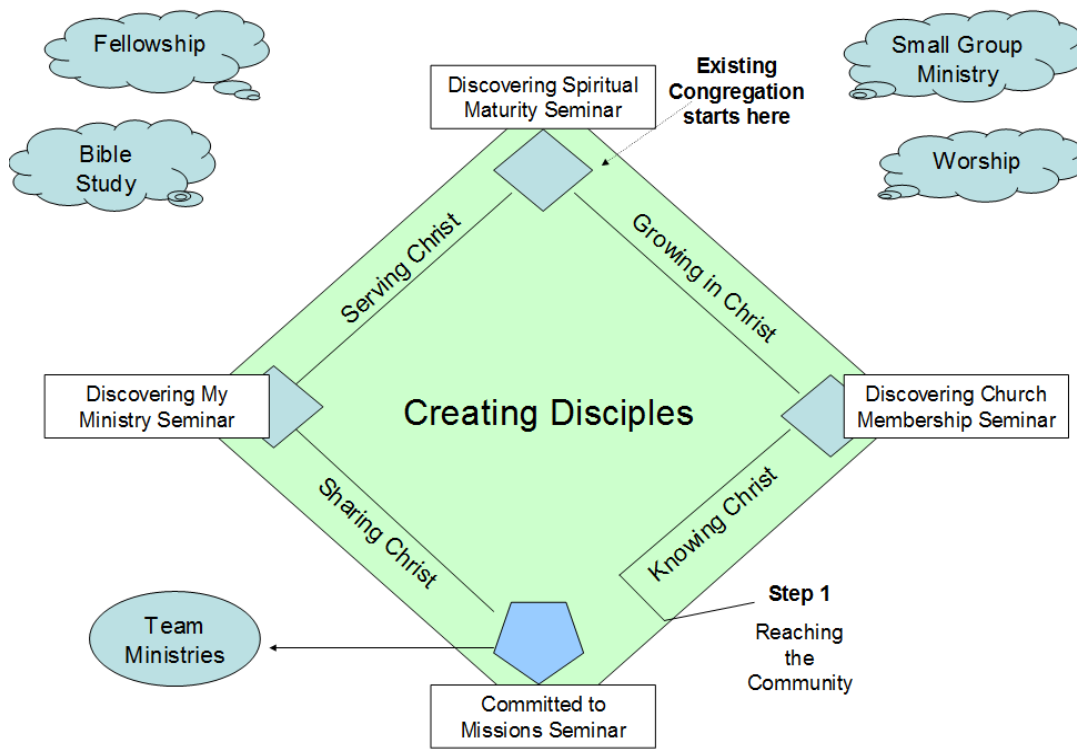 Fellowship
Small Group
Ministry
Existing
Congregation
starts here
Discovering Spiritual
Maturity Seminar
Bible
Study
Worship
Serving Christ
Growing in Christ
Discovering My
Ministry Seminar
Creating Disciples
Discovering Church
Membership Seminar
Sharing Christ
Knowing Christ
Step 1
Reaching
the
Community
Team
Ministries
Committed to
Missions Seminar